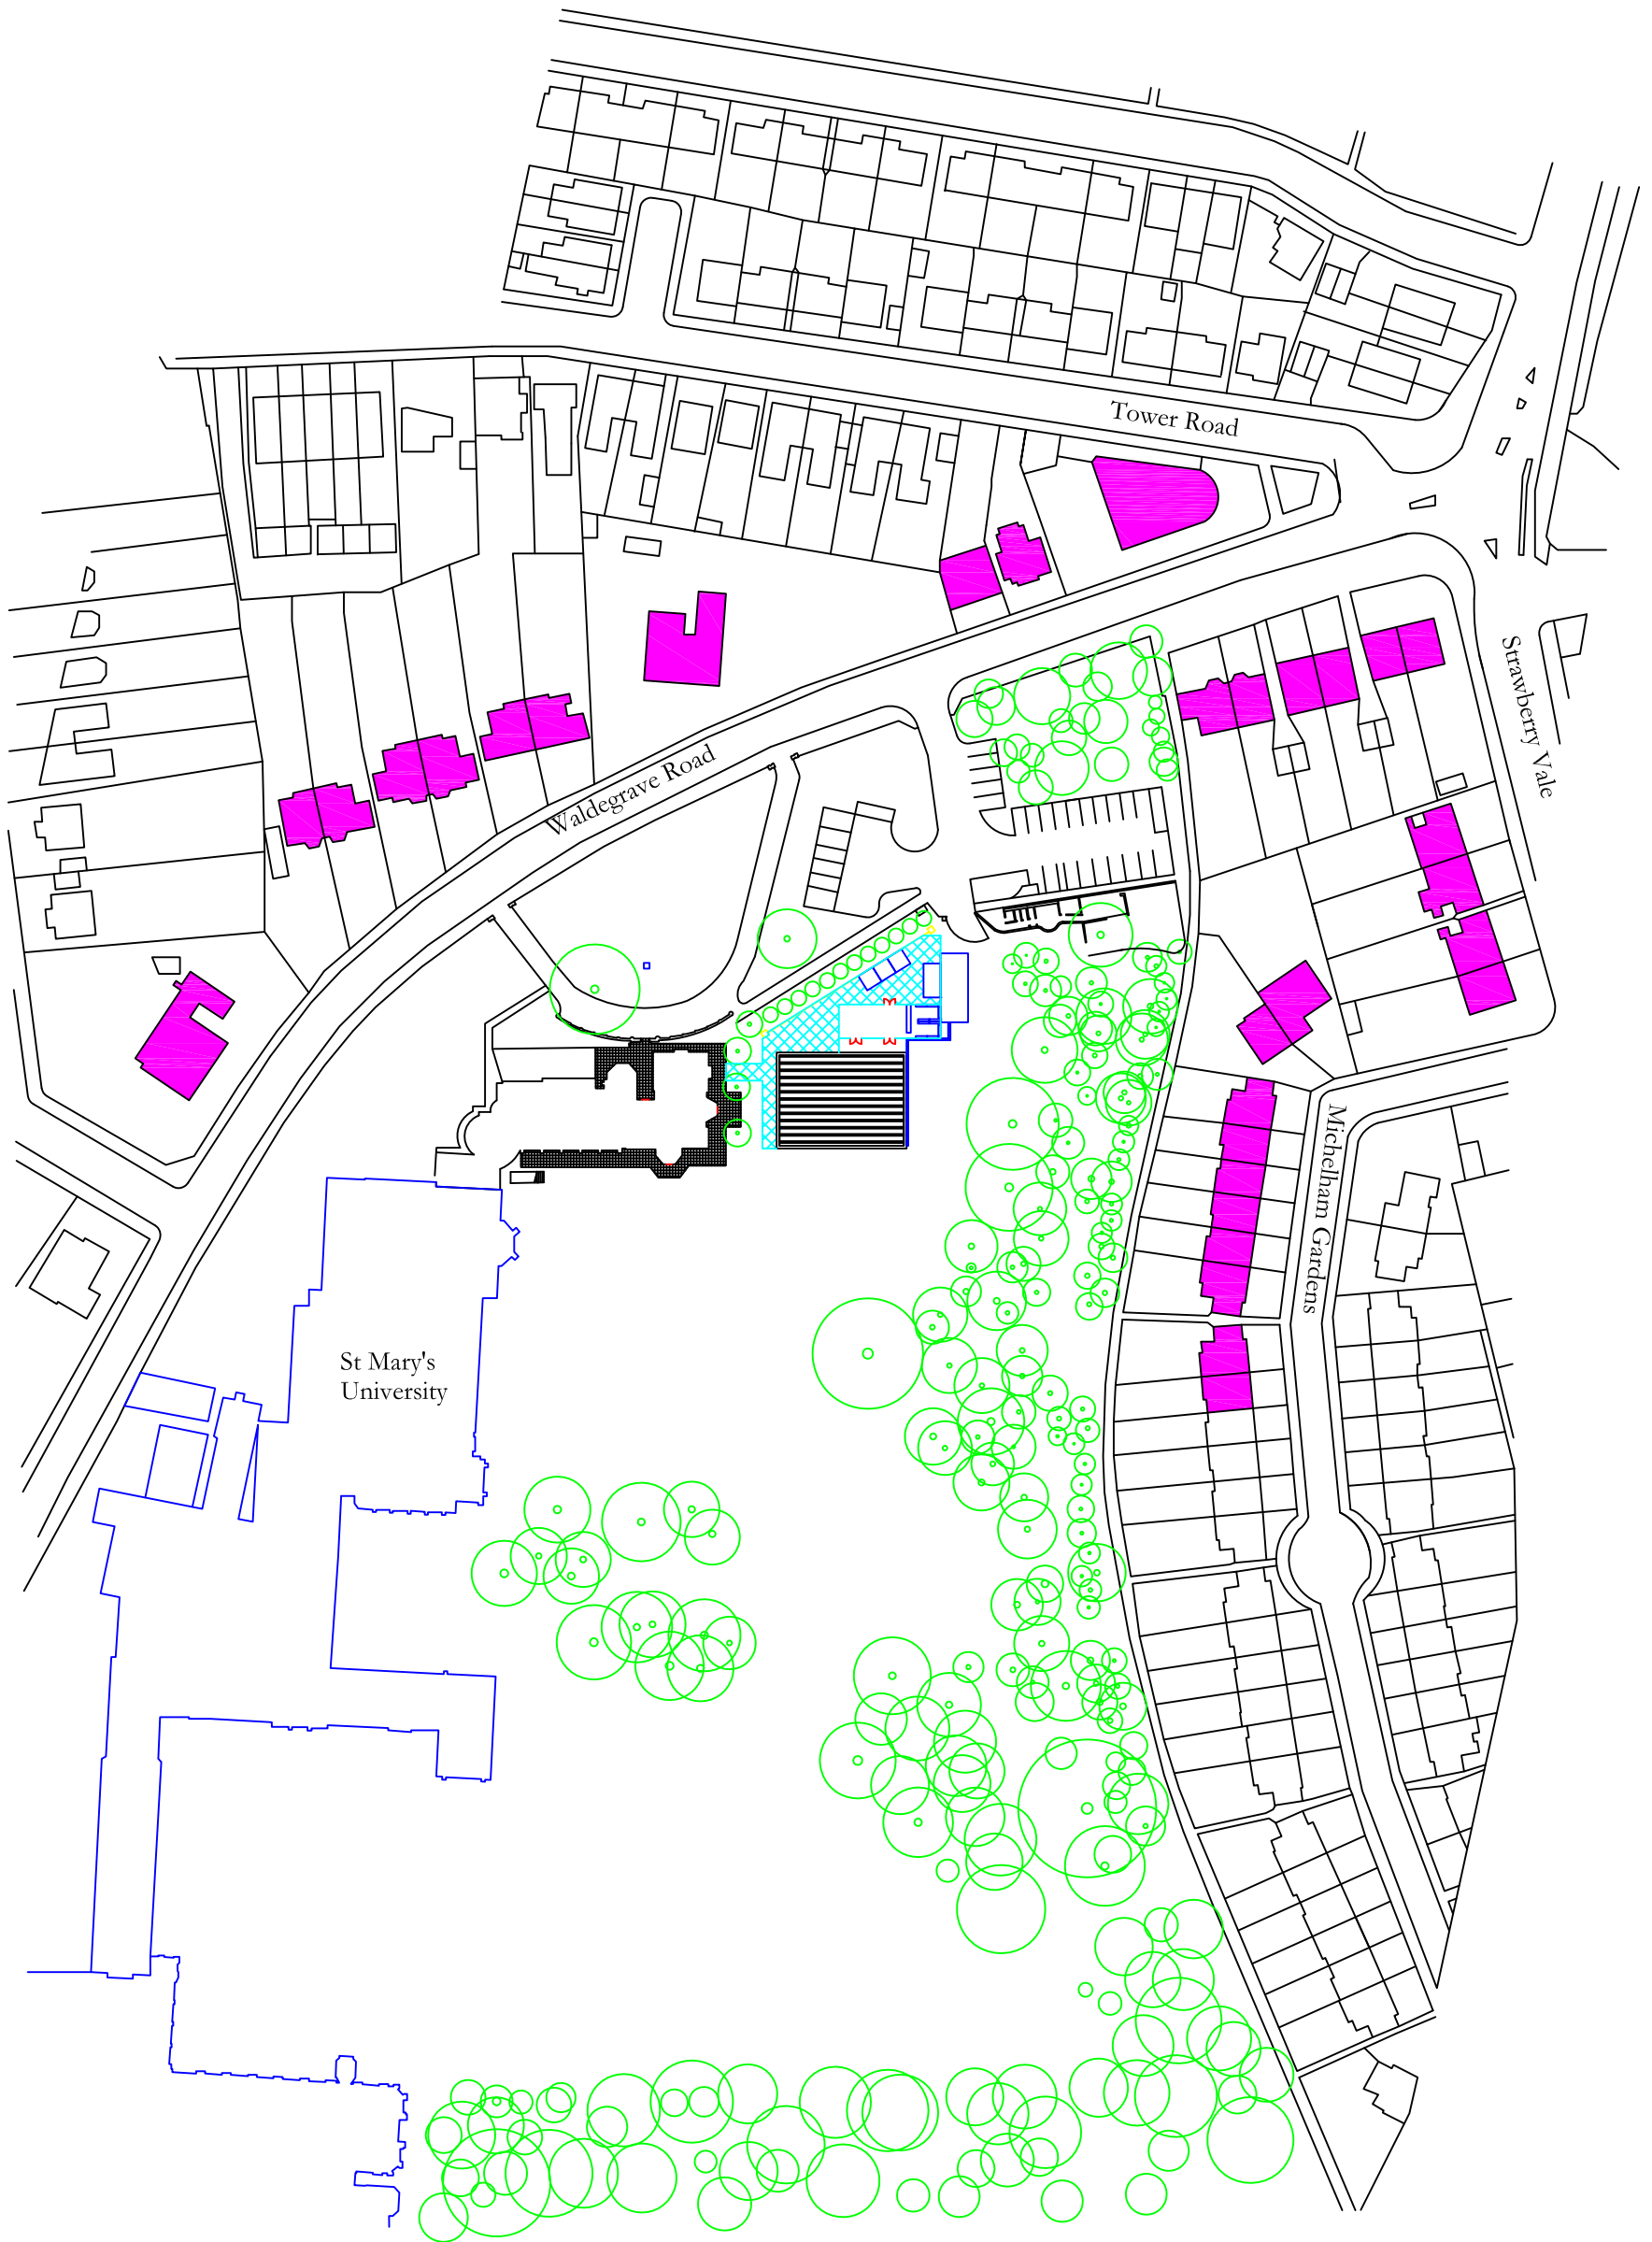 Tower Road
Strawberry Vale
Waldegrave Road
Michelham Gardens
St Mary's
University